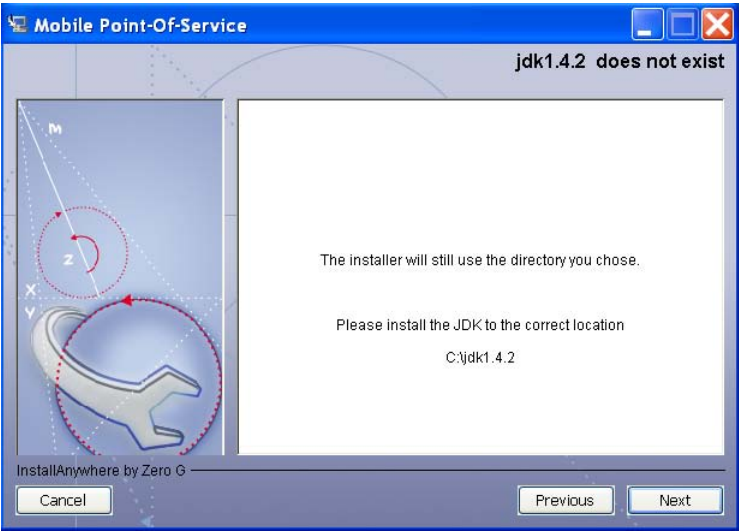 Mobile Point-Of-Service
jdk1.4.2 does not exist
M
Z
X
Y
The installer will still use the directory you chose.
Please install the JDK to the correct location
C:\jdk1.4.2
InstallAnywhere by Zero G
Cancel
Previous
Next